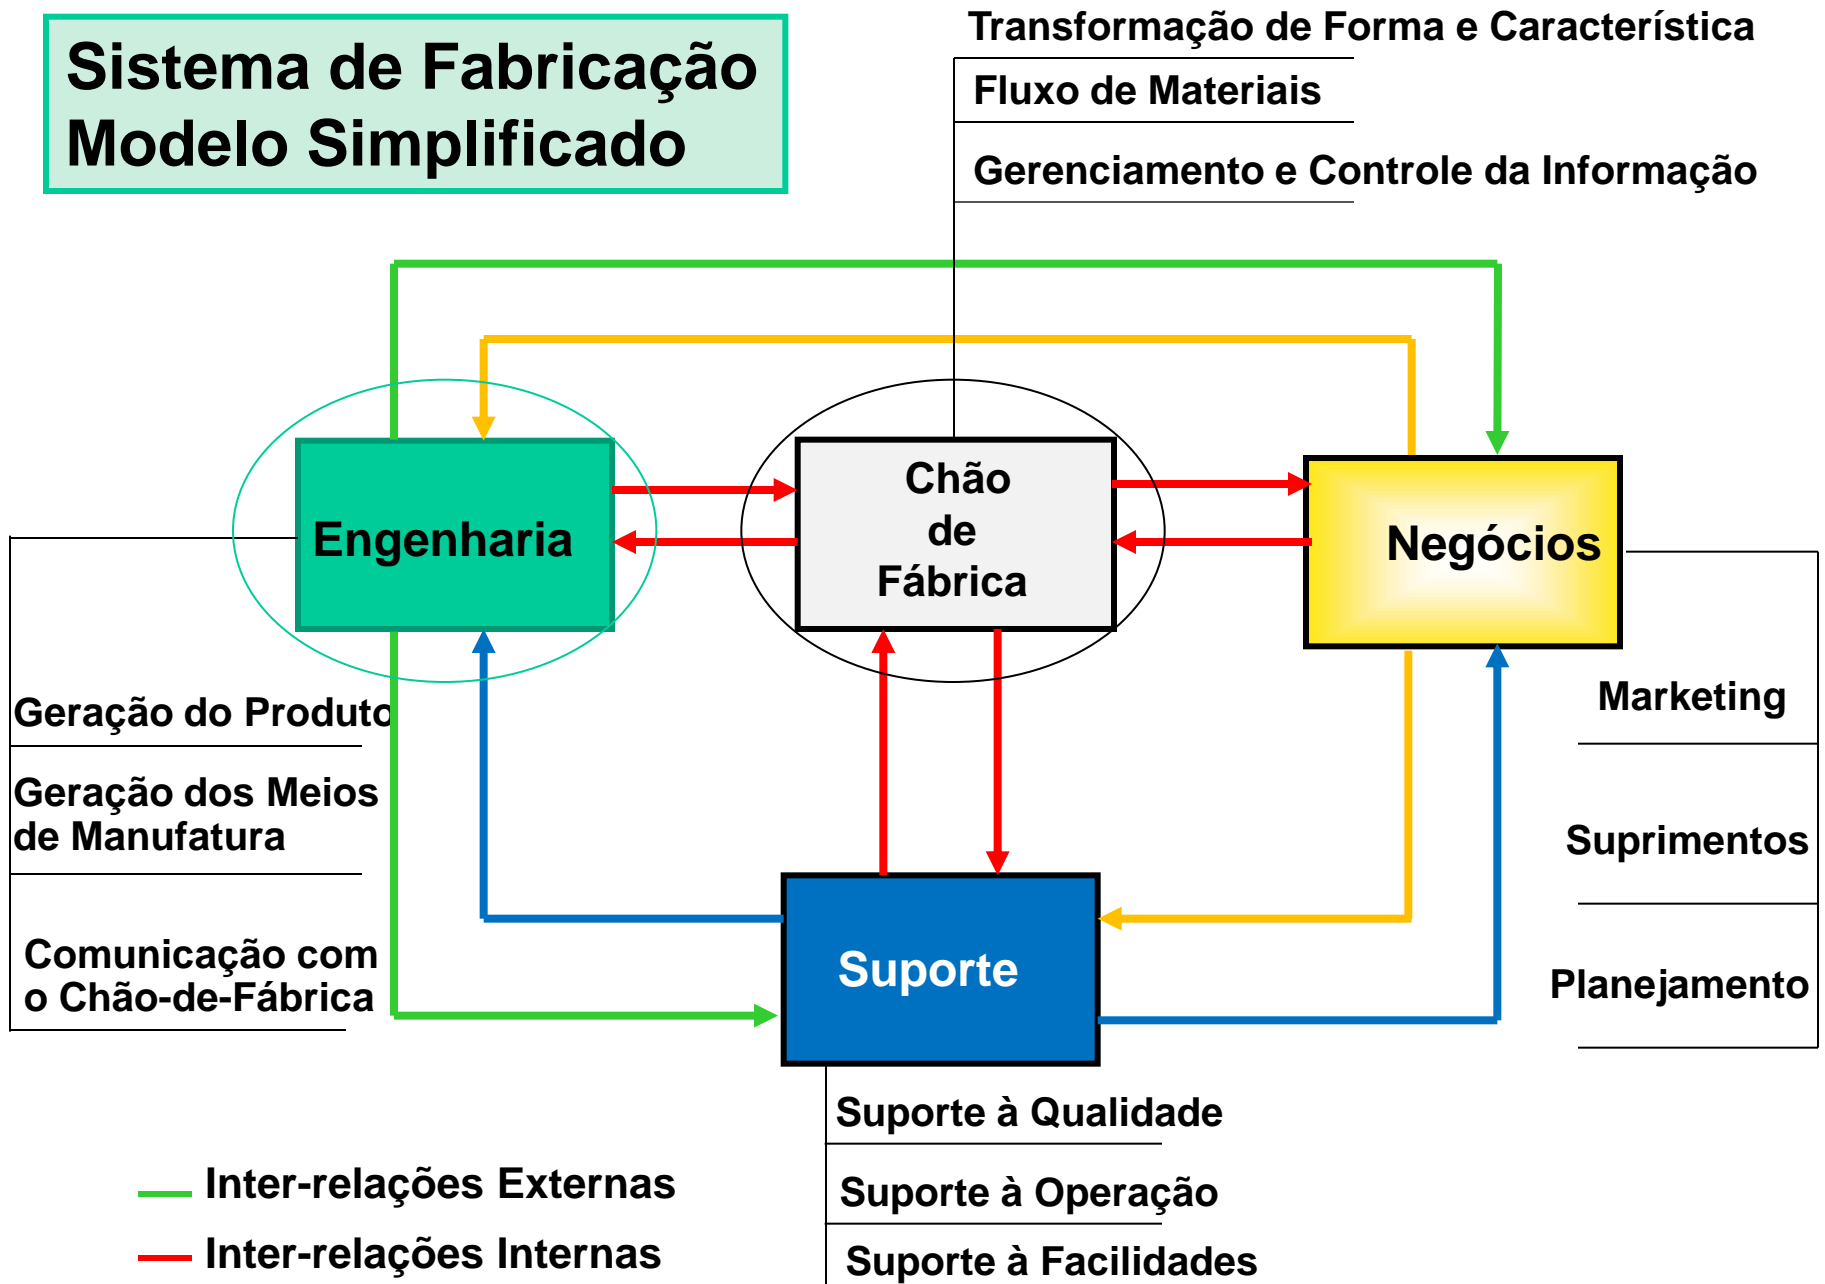 Sistema de Fabricação
Modelo Simplificado
Transformação de Forma e Característica
Fluxo de Materiais
Gerenciamento e Controle da Informação
Engenharia
Chão
de
Fábrica
Negócios
Geração do Produto
Geração dos Meios
de Manufatura
Comunicação com
o Chão-de-Fábrica
Marketing
Suprimentos
Planejamento
Suporte
Suporte à Qualidade
Suporte à Operação
Suporte à Facilidades
Inter-relações Externas
Inter-relações Internas